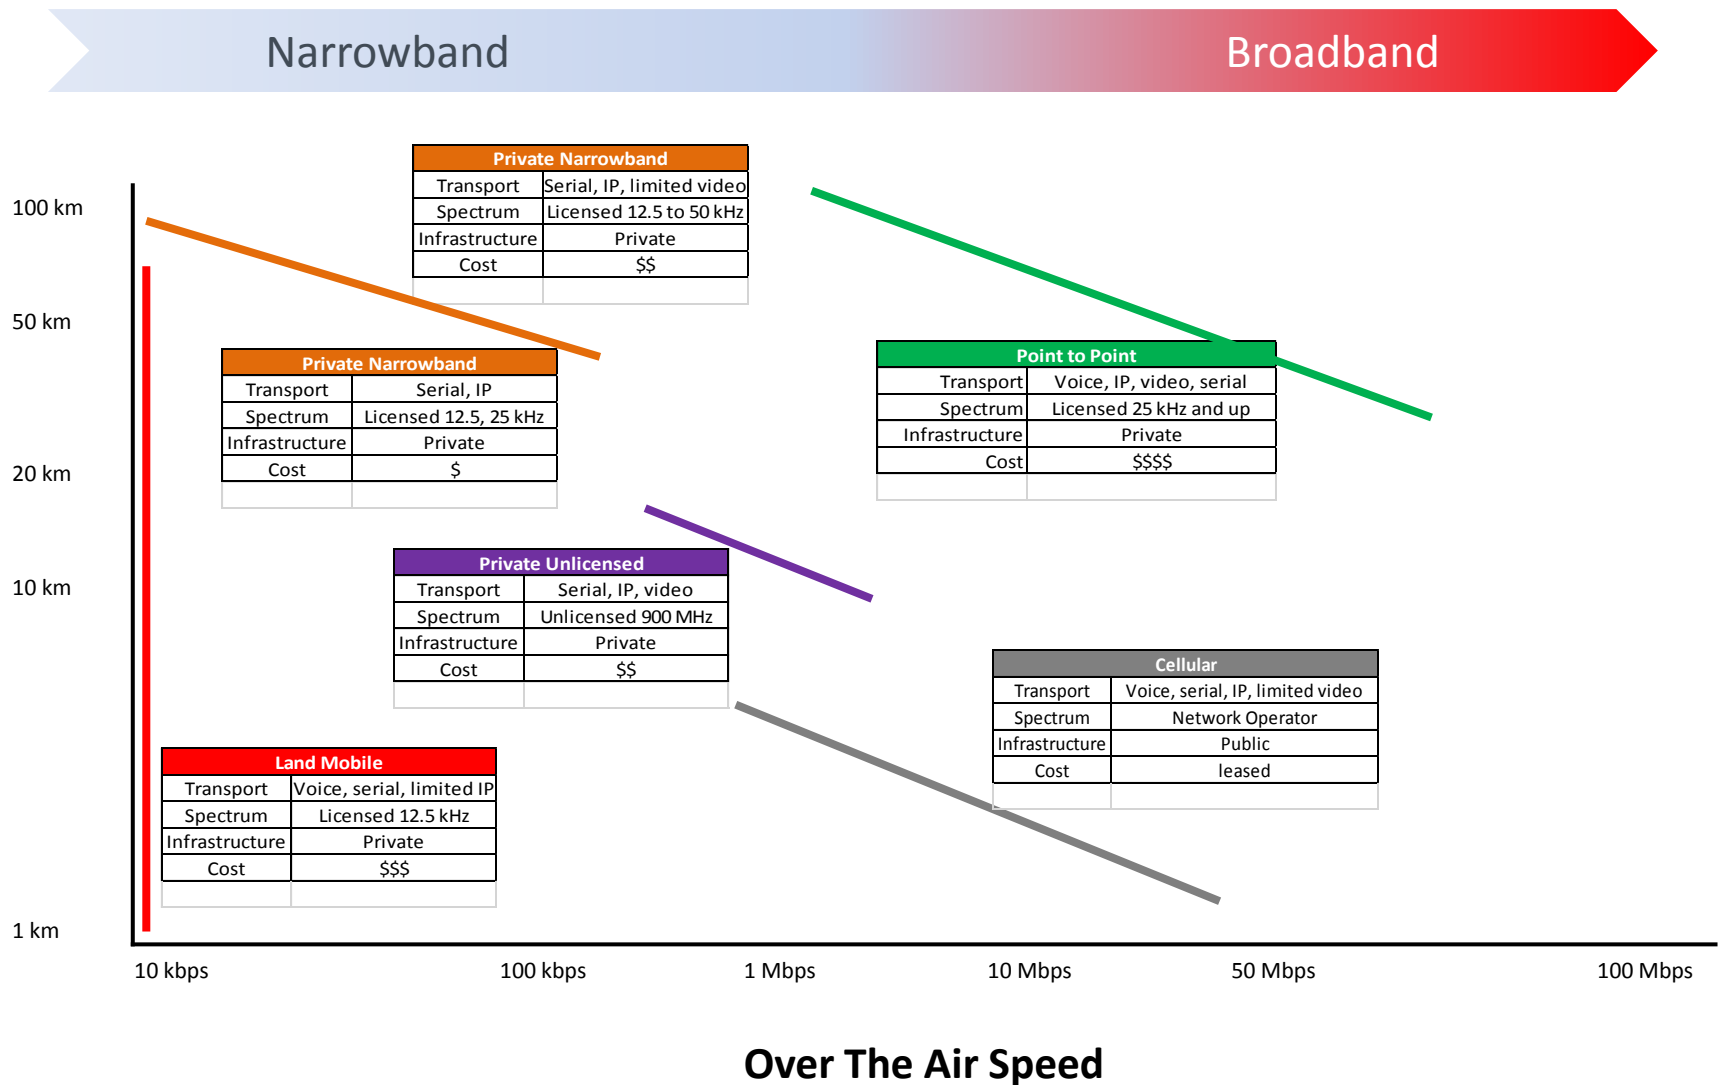 Narrowband Broadband
100 km
50 km
20 km
10 km
1 km
Private Narrowband
Transport Serial, IP, limited video
Spectrum Licensed 12.5 to 50 kHz
Infrastructure Private
Cost $$
Private Narrowband
Transport Serial, IP
Spectrum Licensed 12.5, 25 kHz
Infrastructure Private
Cost $
Point to Point
Transport Voice, IP, video, serial
Spectrum Licensed 25 kHz and up
Infrastructure Private
Cost $$$$
Private Unlicensed
Transport Serial, IP, video
Spectrum Unlicensed 900 MHz
Infrastructure Private
Cost $$
Cellular
Transport Voice, serial, IP, limited video
Spectrum Network Operator
Infrastructure Public
Cost leased
Land Mobile
Transport Voice, serial, limited IP
Spectrum Licensed 12.5 kHz
Infrastructure Private
Cost $$$
10 kbps 100 kbps 1 Mbps 10 Mbps 50 Mbps 100 Mbps
Over The Air Speed